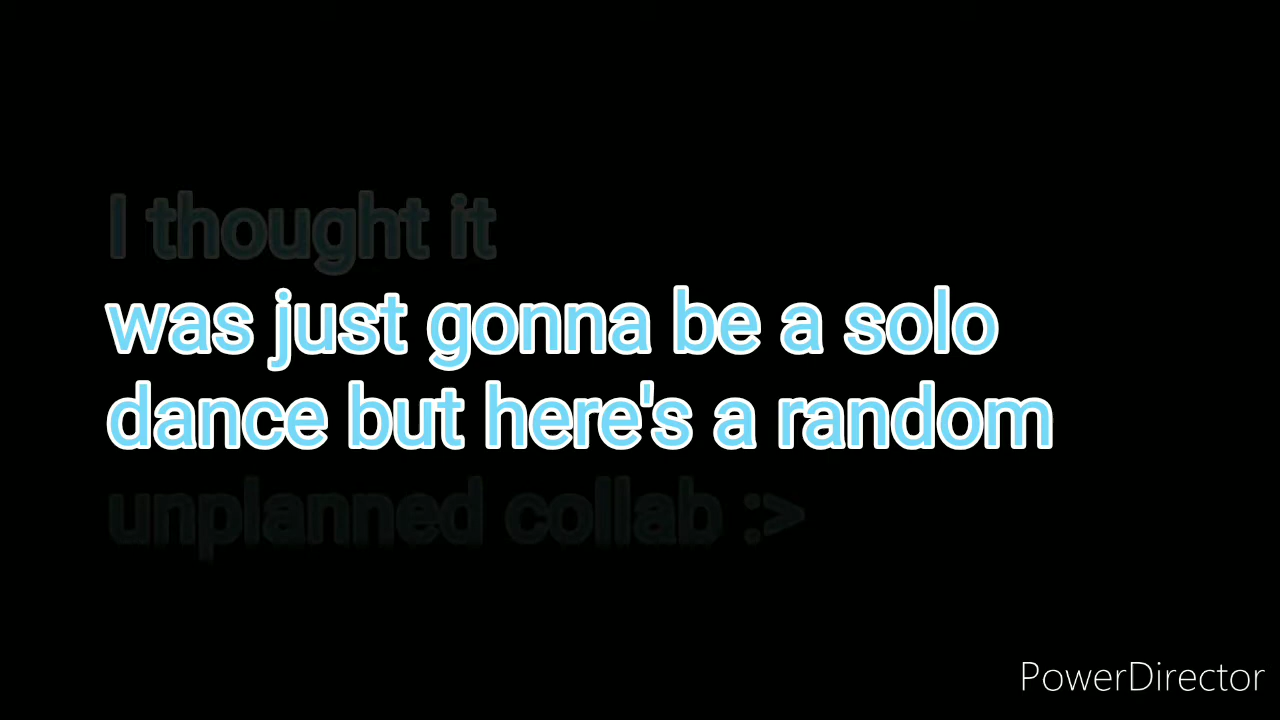 I thought it
was just gonna be a solo
dance but here's a random
unplanned collab :>
PowerDirector